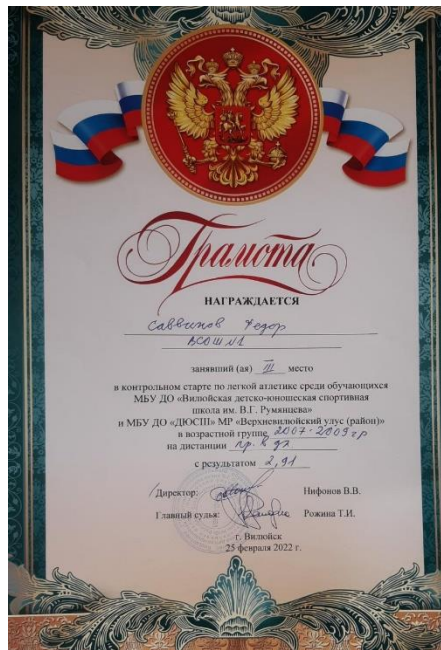 Грамота
НАГРАЖДАЕТСЯ
Саввинов Федор
ВСОШ №1
занявший (ая) III место
в контрольном старте по легкой атлетике среди обучающихся
МБУ ДО «Вилюйская детско-юношеская спортивная
школа им. В.Г. Румянцева»
и МБУ ДО «ДЮСШ» МР «Верхневилюйский улус (район)»
в возрастной группе 2007-2009 гр
на дистанции пр. в дл
с результатом 2,91
Директор: Нифонов В.В.
Главный судья: Рожина Т.И.
г. Вилюйск
25 февраля 2022 г.